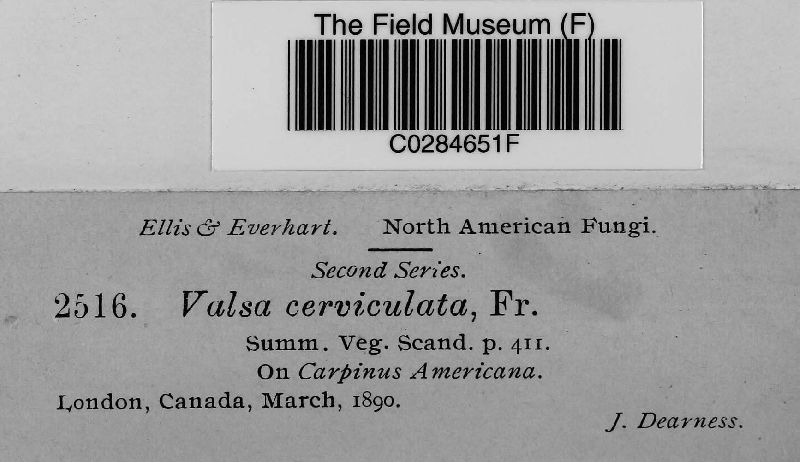 The Field Museum (F)
C0284651F
Ellis & Everhart. North American Fungi.
Second Series.
2516. Valsa cerviculata, Fr.
Summ. Veg. Scand. p. 411.
On Carpinus Americana.
London, Canada, March, 1890.
J. Dearness.